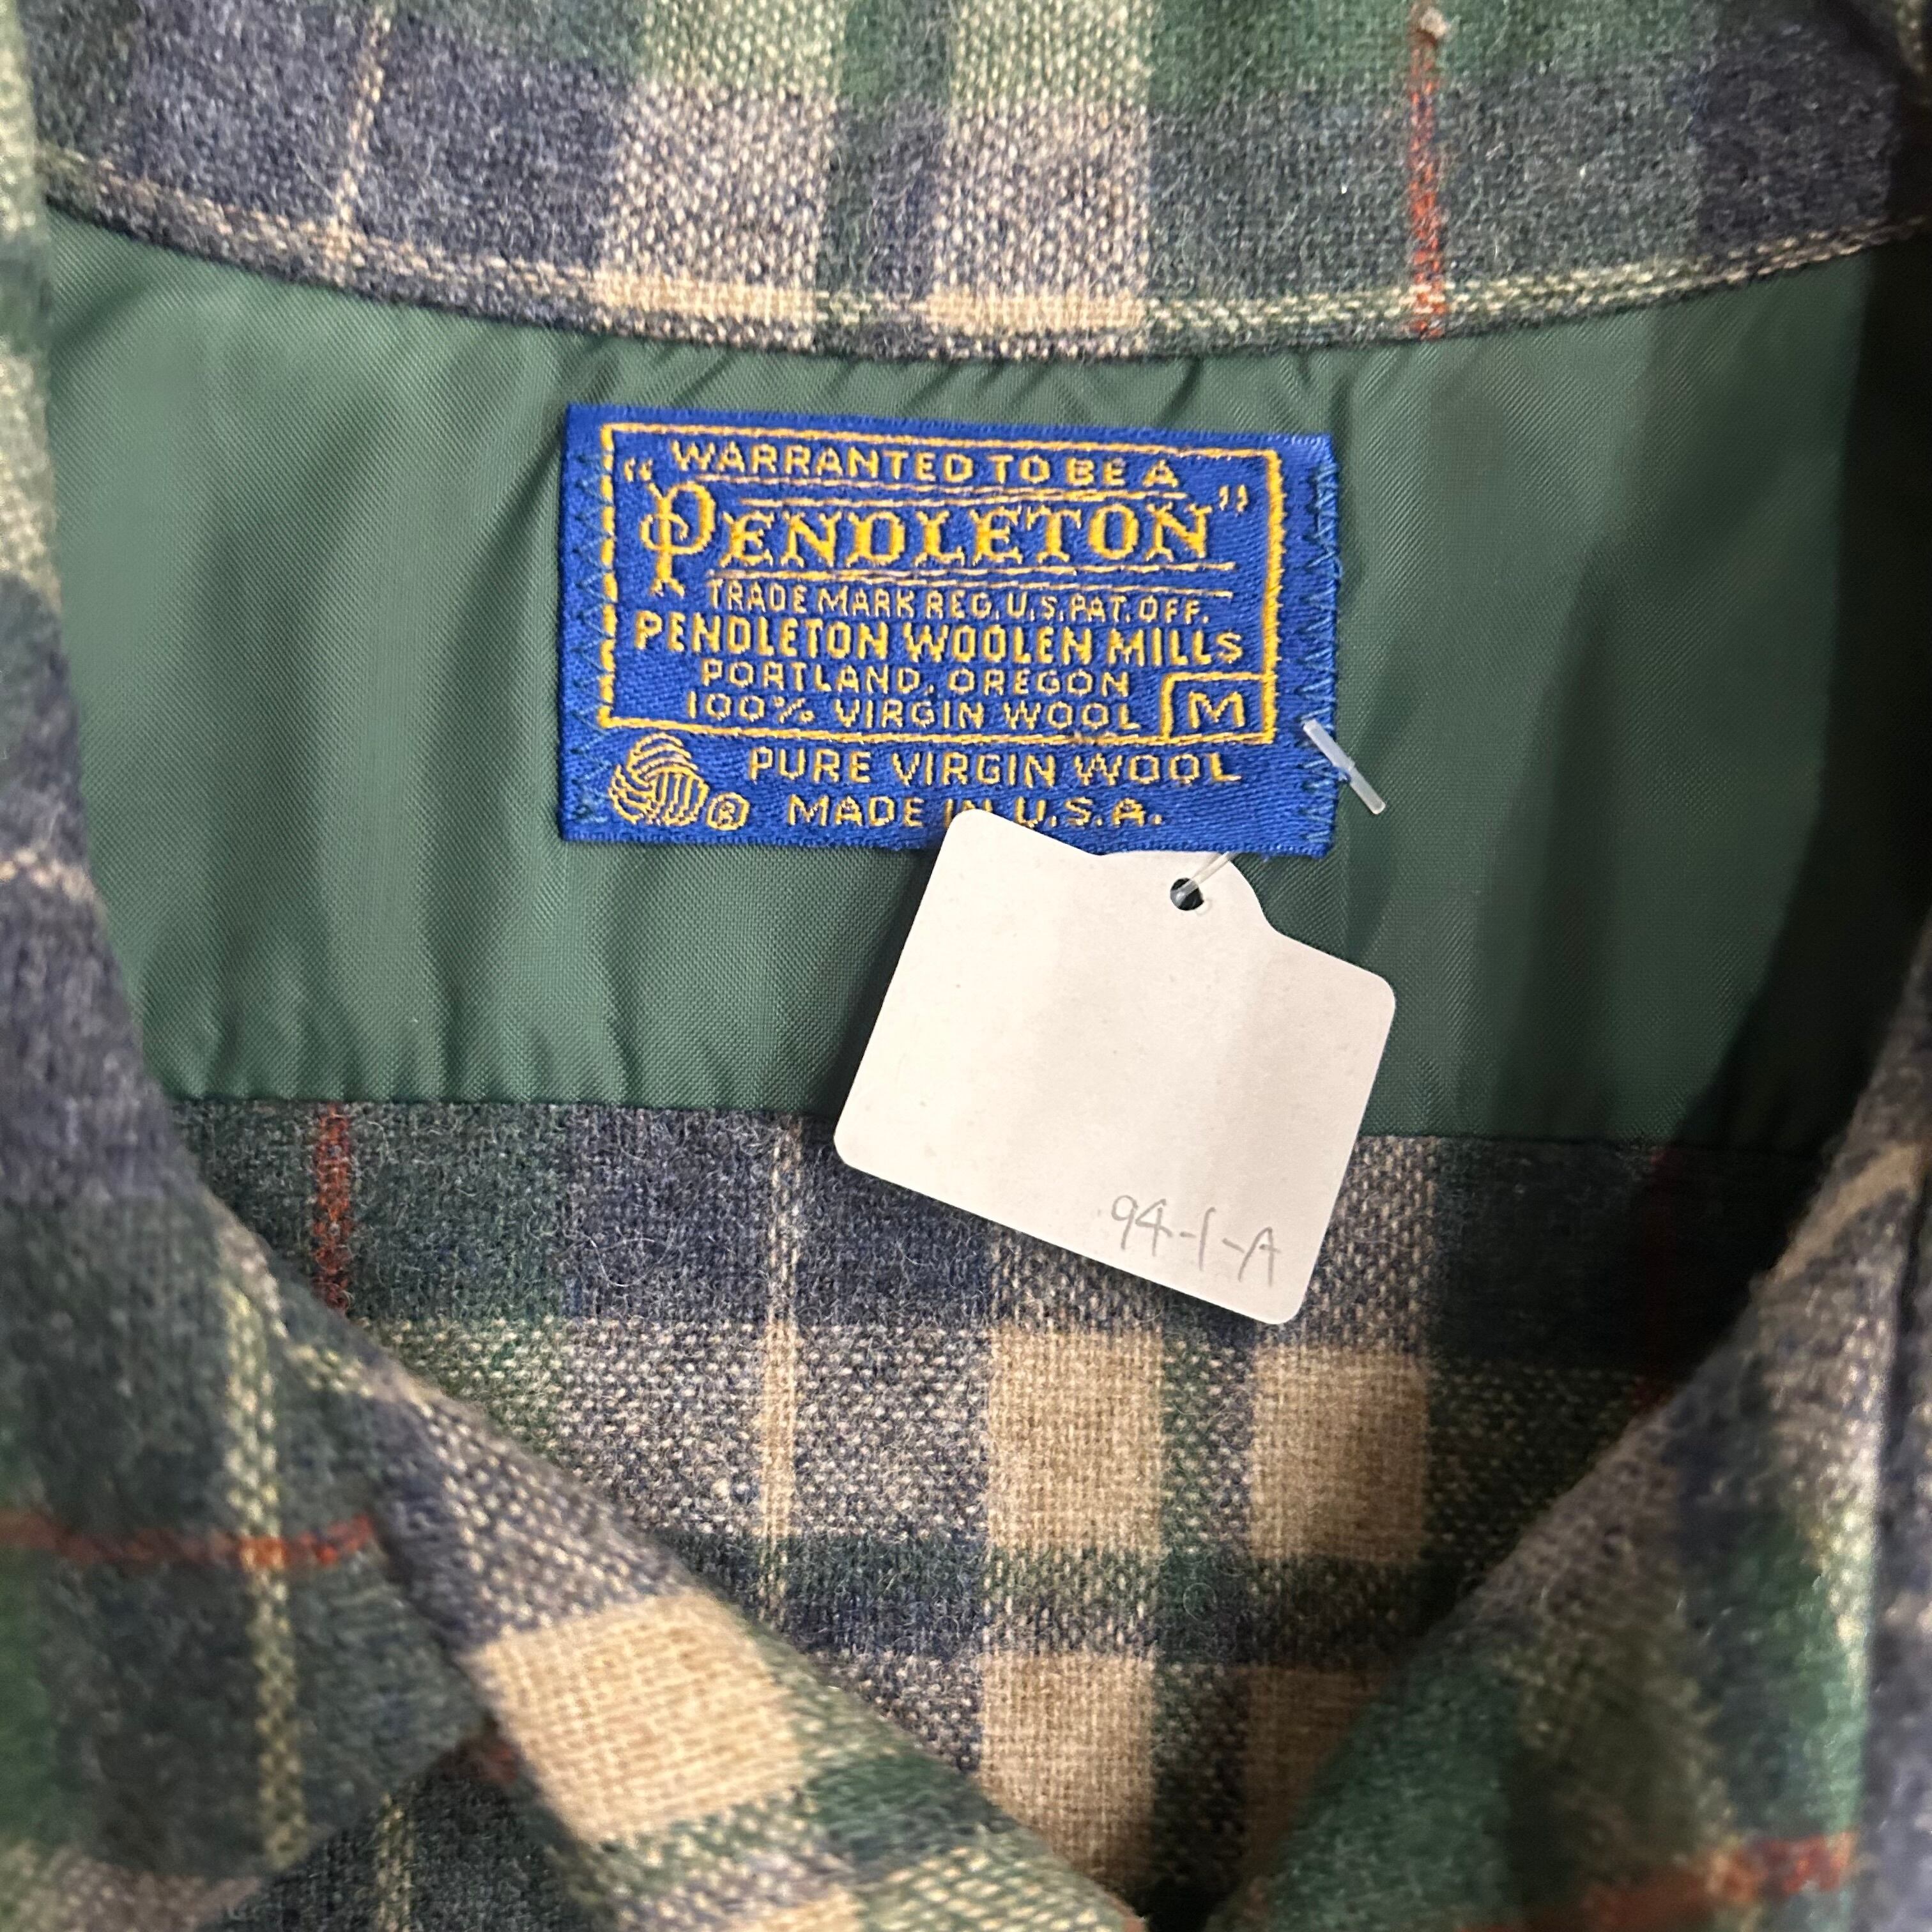 WARRANTED TO BE A
"PENDLETON"
TRADE MARK REG. U.S. PAT. OFF.
PENDLETON WOOLEN MILLS
PORTLAND, OREGON
100% VIRGIN WOOL M
PURE VIRGIN WOOL
® MADE IN U.S.A.
94-1-A